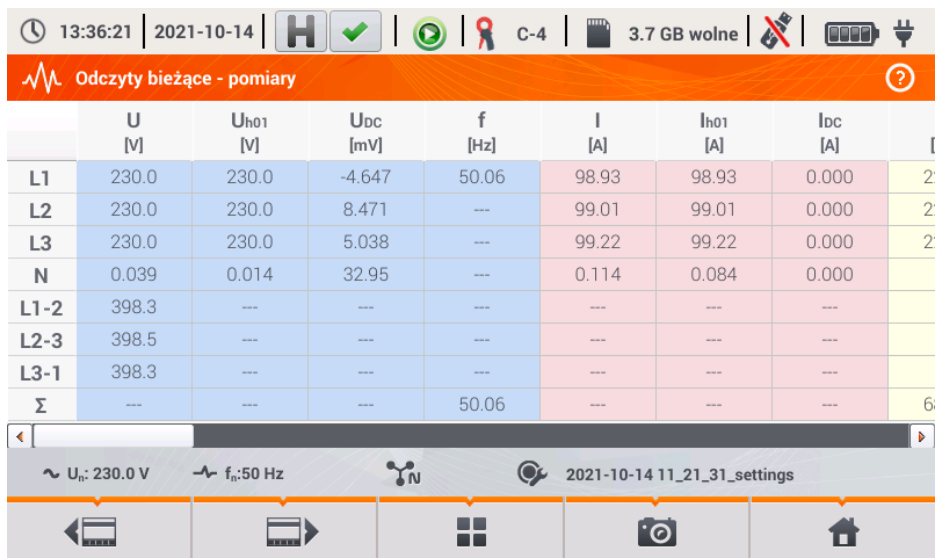 13:36:21 2021-10-14 H C-4 3.7 GB wolne
Odczyty bieżące - pomiary ?
U Uh01 UDC f I Ih01 IDC
[V] [V] [mV] [Hz] [A] [A] [A] [
L1 230.0 230.0 -4.647 50.06 98.93 98.93 0.000 2
L2 230.0 230.0 8.471 --- 99.01 99.01 0.000 2
L3 230.0 230.0 5.038 --- 99.22 99.22 0.000 2
N 0.039 0.014 32.95 --- 0.114 0.084 0.000
L1-2 398.3 --- --- --- --- --- ---
L2-3 398.5 --- --- --- --- --- ---
L3-1 398.3 --- --- --- --- --- ---
Σ --- --- --- 50.06 --- --- --- 6
Un: 230.0 V fn:50 Hz N 2021-10-14 11_21_31_settings